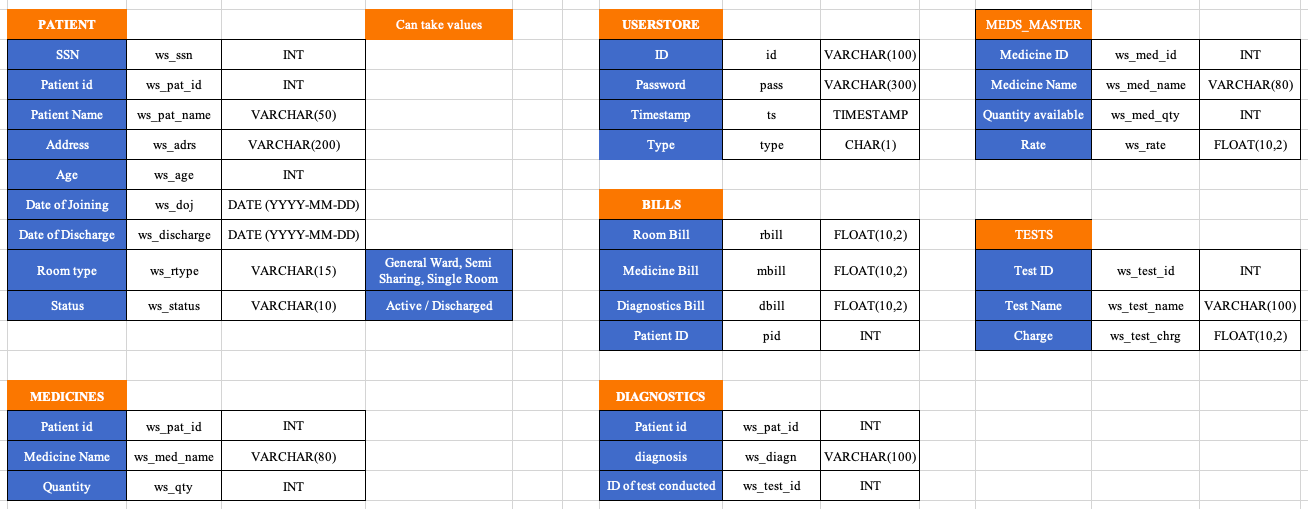 PATIENT
Can take values
SSN ws_ssn INT
Patient id ws_pat_id INT
Patient Name ws_pat_name VARCHAR(50)
Address ws_adrs VARCHAR(200)
Age ws_age INT
Date of Joining ws_doj DATE (YYYY-MM-DD)
Date of Discharge ws_discharge DATE (YYYY-MM-DD)
Room type ws_rtype VARCHAR(15) General Ward, Semi
Sharing, Single Room
Status ws_status VARCHAR(10) Active / Discharged
MEDICINES
Patient id ws_pat_id INT
Medicine Name ws_med_name VARCHAR(80)
Quantity ws_qty INT
USERSTORE
ID id VARCHAR(100)
Password pass VARCHAR(300)
Timestamp ts TIMESTAMP
Type type CHAR(1)
BILLS
Room Bill rbill FLOAT(10,2)
Medicine Bill mbill FLOAT(10,2)
Diagnostics Bill dbill FLOAT(10,2)
Patient ID pid INT
DIAGNOSTICS
Patient id ws_pat_id INT
diagnosis ws_diagn VARCHAR(100)
ID of test conducted ws_test_id INT
MEDS_MASTER
Medicine ID ws_med_id INT
Medicine Name ws_med_name VARCHAR(80)
Quantity available ws_med_qty INT
Rate ws_rate FLOAT(10,2)
TESTS
Test ID ws_test_id INT
Test Name ws_test_name VARCHAR(100)
Charge ws_test_chrg FLOAT(10,2)